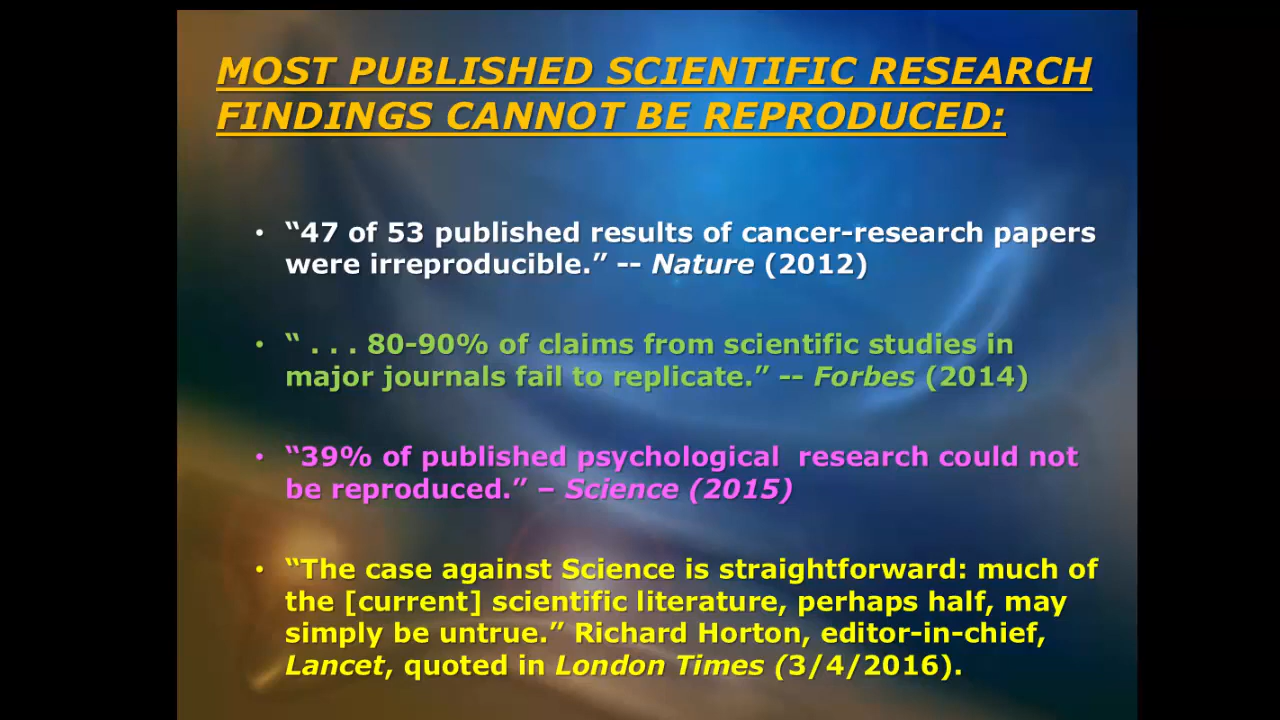 MOST PUBLISHED SCIENTIFIC RESEARCH
FINDINGS CANNOT BE REPRODUCED:
• “47 of 53 published results of cancer-research papers
were irreproducible.” -- Nature (2012)
• “ . . . 80-90% of claims from scientific studies in
major journals fail to replicate.” -- Forbes (2014)
• “39% of published psychological  research could not
be reproduced.” – Science (2015)
• “The case against Science is straightforward: much of
the [current] scientific literature, perhaps half, may
simply be untrue.” Richard Horton, editor-in-chief,
Lancet, quoted in London Times (3/4/2016).